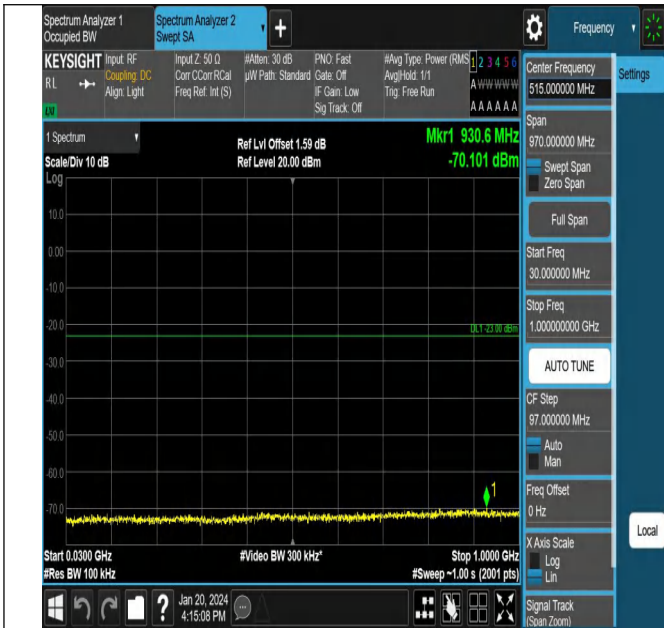 Spectrum Analyzer 1
Occupied BW
Spectrum Analyzer 2
Swept SA
+
Frequency
KEYSIGHT
RL
LXI
Input: RF
Coupling: DC
Align: Light
Input Z: 50 Ω
Corr CCorr RCal
Freq Ref: Int (S)
#Atten: 30 dB
µW Path: Standard
PNO: Fast
Gate: Off
IF Gain: Low
Sig Track: Off
#Avg Type: Power (RMS
Avg|Hold: 1/1
Trig: Free Run
1 2 3 4 5 6
A W W W W W
A A A A A A
1 Spectrum
Scale/Div 10 dB
Ref Lvl Offset 1.59 dB
Ref Level 20.00 dBm
Mkr1 930.6 MHz
-70.101 dBm
Log
10.0
0.00
-10.0
-20.0
-30.0
-40.0
-50.0
-60.0
-70.0
DL1 -23.00 dBm
1
Start 0.0300 GHz
#Res BW 100 kHz
#Video BW 300 kHz*
Stop 1.0000 GHz
#Sweep ~1.00 s (2001 pts)
Jan 20, 2024
4:15:08 PM
?
Center Frequency
515.000000 MHz
Settings
Span
970.000000 MHz
Swept Span
Zero Span
Full Span
Start Freq
30.000000 MHz
Stop Freq
1.000000000 GHz
AUTO TUNE
CF Step
97.000000 MHz
Auto
Man
Freq Offset
0 Hz
Local
X Axis Scale
Log
Lin
Signal Track
(Span Zoom)